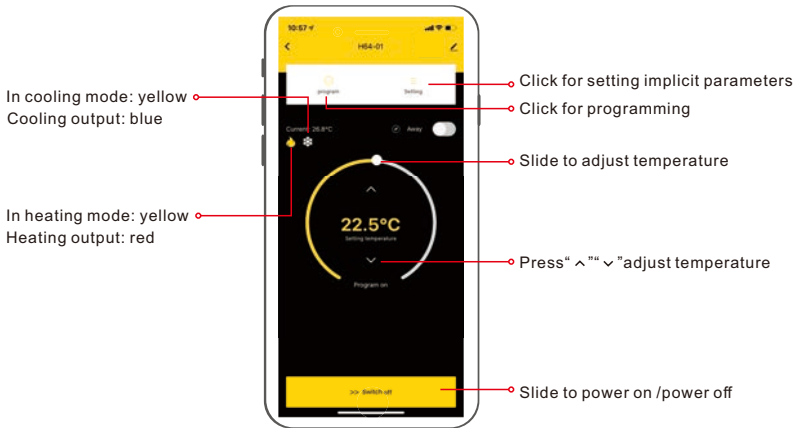 10:57
H64-01
program
Setting
Current: 26.8°C
Away
22.5°C
Setting temperature
Program on
>> Switch off
In cooling mode: yellow
Cooling output: blue
In heating mode: yellow
Heating output: red
Click for setting implicit parameters
Click for programming
Slide to adjust temperature
Press“ ^ ”“ ⌄ ”adjust temperature
Slide to power on /power off